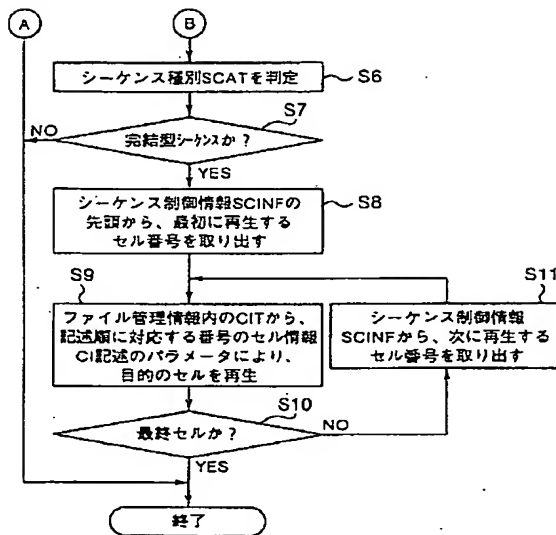 A
B
シーケンス種別SCATを判定
S6
S7
NO
完結型シーケンスか？
YES
シーケンス制御情報SCINFの
先頭から、最初に再生する
セル番号を取り出す
S8
S9
ファイル管理情報内のCITから、
記述順に対応する番号のセル情報
CI記述のパラメータにより、
目的のセルを再生
S11
シーケンス制御情報
SCINFから、次に再生する
セル番号を取り出す
S10
最終セルか？
NO
YES
終了